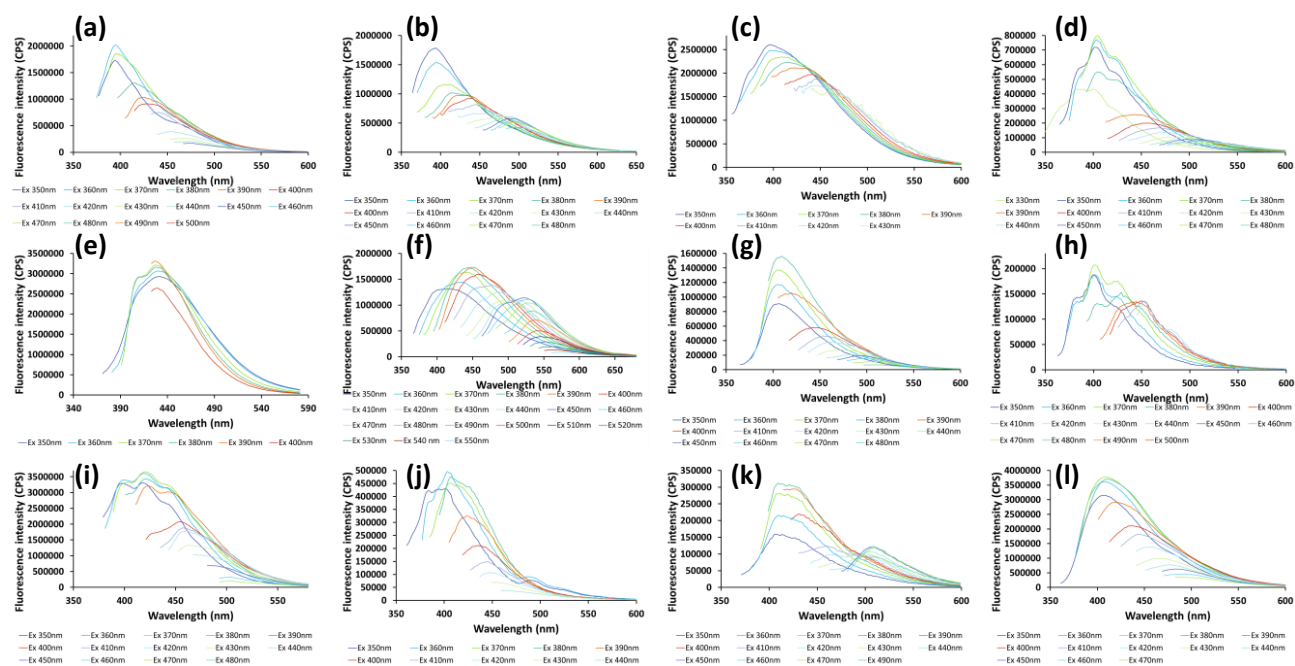 (a)
Fluorescence intensity (CPS)
2000000
1500000
1000000
500000
0
350 400 450 500 550 600
Wavelength (nm)
Ex 350nm Ex 360nm Ex 370nm Ex 380nm Ex 390nm Ex 400nm
Ex 410nm Ex 420nm Ex 430nm Ex 440nm Ex 450nm Ex 460nm
Ex 470nm Ex 480nm Ex 490nm Ex 500nm
(b)
Fluorescence intensity (CPS)
2000000
1500000
1000000
500000
0
350 400 450 500 550 600 650
Wavelength (nm)
Ex 350nm Ex 360nm Ex 370nm Ex 380nm Ex 390nm
Ex 400nm Ex 410nm Ex 420nm Ex 430nm Ex 440nm
Ex 450nm Ex 460nm Ex 470nm Ex 480nm
(c)
Fluorescence intensity (CPS)
2500000
2000000
1500000
1000000
500000
0
350 400 450 500 550 600
Wavelength (nm)
Ex 350nm Ex 360nm Ex 370nm Ex 380nm Ex 390nm
Ex 400nm Ex 410nm Ex 420nm Ex 430nm
(d)
Fluorescence intensity (CPS)
800000
700000
600000
500000
400000
300000
200000
100000
0
350 400 450 500 550 600
Wavelength (nm)
Ex 330nm Ex 350nm Ex 360nm Ex 370nm Ex 380nm
Ex 390nm Ex 400nm Ex 410nm Ex 420nm Ex 430nm
Ex 440nm Ex 450nm Ex 460nm Ex 470nm Ex 480nm
(e)
Fluorescence intensity (CPS)
3500000
3000000
2500000
2000000
1500000
1000000
500000
0
340 390 440 490 540 590
Wavelength (nm)
Ex 350nm Ex 360nm Ex 370nm Ex 380nm Ex 390nm Ex 400nm
(f)
Fluorescence intensity (CPS)
2000000
1500000
1000000
500000
0
350 400 450 500 550 600 650
Wavelength (nm)
Ex 350nm Ex 360nm Ex 370nm Ex 380nm Ex 390nm Ex 400nm
Ex 410nm Ex 420nm Ex 430nm Ex 440nm Ex 450nm Ex 460nm
Ex 470nm Ex 480nm Ex 490nm Ex 500nm Ex 510nm Ex 520nm
Ex 530nm Ex 540 nm Ex 550nm
(g)
Fluorescence intensity (CPS)
1600000
1400000
1200000
1000000
800000
600000
400000
200000
0
350 400 450 500 550 600
Wavelength (nm)
Ex 350nm Ex 360nm Ex 370nm Ex 380nm Ex 390nm
Ex 400nm Ex 410nm Ex 420nm Ex 430nm Ex 440nm
Ex 450nm Ex 460nm Ex 470nm Ex 480nm
(h)
Fluorescence intensity (CPS)
200000
150000
100000
50000
0
350 400 450 500 550 600
Wavelength (nm)
Ex 350nm Ex 360nm Ex 370nm Ex 380nm Ex 390nm Ex 400nm
Ex 410nm Ex 420nm Ex 430nm Ex 440nm Ex 450nm Ex 460nm
Ex 470nm Ex 480nm Ex 490nm Ex 500nm
(i)
Fluorescence intensity (CPS)
3500000
3000000
2500000
2000000
1500000
1000000
500000
0
350 400 450 500 550
Wavelength (nm)
Ex 350nm Ex 360nm Ex 370nm Ex 380nm Ex 390nm
Ex 400nm Ex 410nm Ex 420nm Ex 430nm Ex 440nm
Ex 450nm Ex 460nm Ex 470nm Ex 480nm
(j)
Fluorescence intensity (CPS)
500000
450000
400000
350000
300000
250000
200000
150000
100000
50000
0
350 400 450 500 550 600
Wavelength (nm)
Ex 350nm Ex 360nm Ex 370nm Ex 380nm Ex 390nm
Ex 400nm Ex 410nm Ex 420nm Ex 430nm Ex 440nm
(k)
Fluorescence intensity (CPS)
350000
300000
250000
200000
150000
100000
50000
0
350 400 450 500 550 600
Wavelength (nm)
Ex 350nm Ex 360nm Ex 370nm Ex 380nm Ex 390nm
Ex 400nm Ex 410nm Ex 420nm Ex 430nm Ex 440nm
Ex 450nm Ex 460nm Ex 470nm Ex 490nm
(l)
Fluorescence intensity (CPS)
4000000
3500000
3000000
2500000
2000000
1500000
1000000
500000
0
350 400 450 500 550 600
Wavelength (nm)
Ex 350nm Ex 360nm Ex 370nm Ex 380nm Ex 390nm
Ex 400nm Ex 410nm Ex 420nm Ex 430nm Ex 440nm
Ex 450nm Ex 460nm Ex 470nm